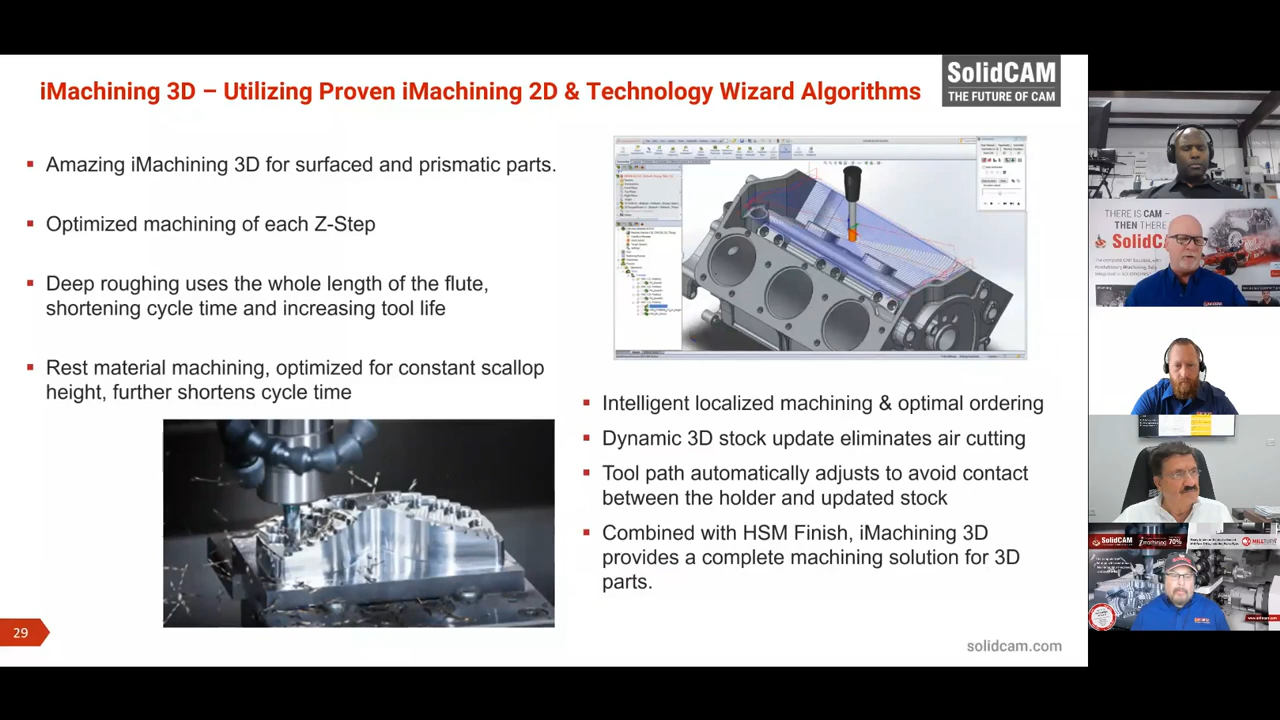 iMachining 3D – Utilizing Proven iMachining 2D & Technology Wizard Algorithms
SolidCAM
THE FUTURE OF CAM
Amazing iMachining 3D for surfaced and prismatic parts.
Optimized machining of each Z-Step
Deep roughing uses the whole length of the flute,
shortening cycle time and increasing tool life
Rest material machining, optimized for constant scallop
height, further shortens cycle time
Intelligent localized machining & optimal ordering
Dynamic 3D stock update eliminates air cutting
Tool path automatically adjusts to avoid contact
between the holder and updated stock
Combined with HSM Finish, iMachining 3D
provides a complete machining solution for 3D
parts.
29
solidcam.com
THERE IS CAM –
THEN THERE
SolidCA
SolidCAM
iMachining 70%
MILLTURN